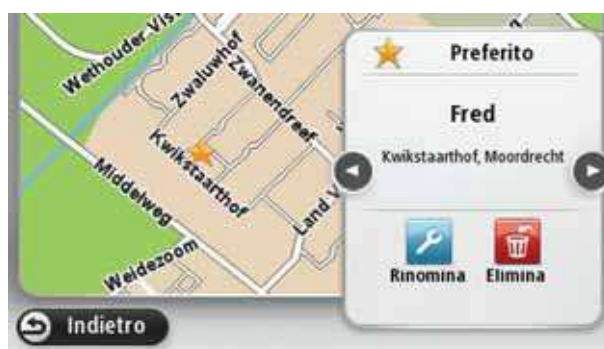 Wethouder Vis
Zwaluwhof
Zwanendreef
Kwikstaarthof
Middelweg
Weidezoom
Land V
Preferito
Fred
Kwikstaarthof, Moordrecht
Rinomina
Elimina
Indietro